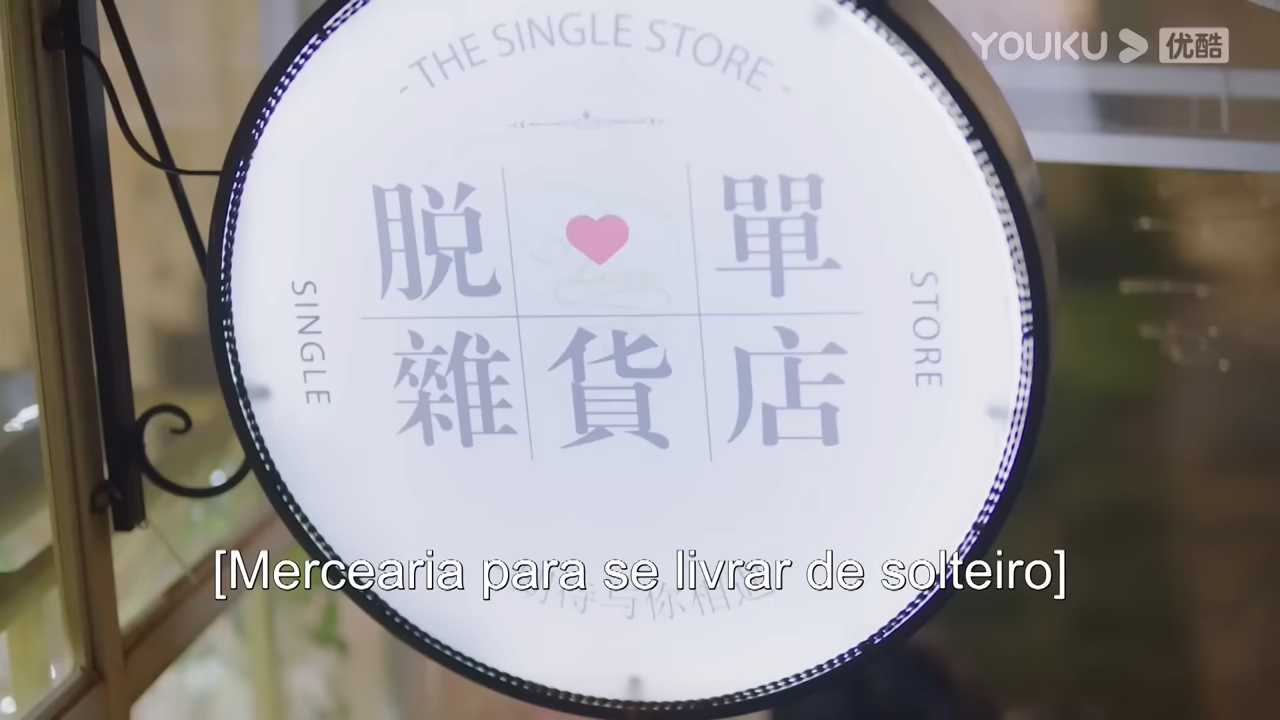 YOUKU 优酷
- THE SINGLE STORE -
脱 單
雜貨店
SINGLE
STORE
[Mercearia para se livrar de solteiro]